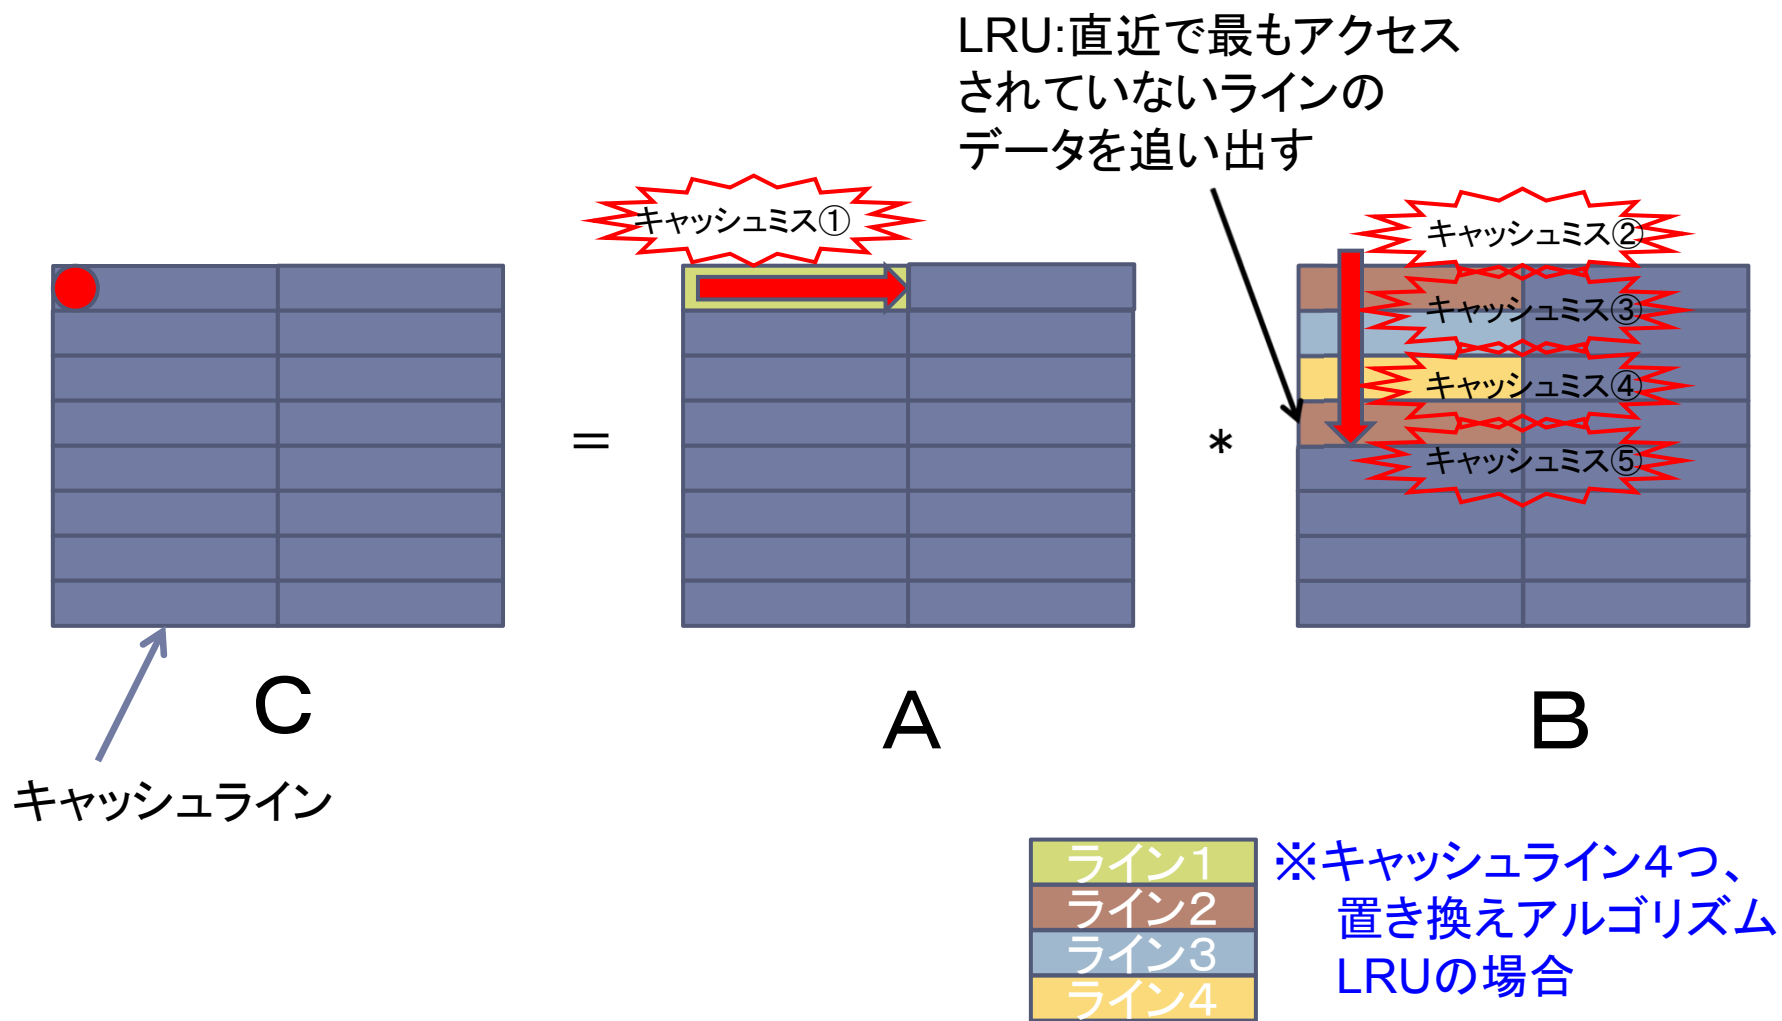 LRU:直近で最もアクセス
されていないラインの
データを追い出す
キャッシュミス①
キャッシュミス②
キャッシュミス③
キャッシュミス④
キャッシュミス⑤
＝
*
C
A
B
キャッシュライン
ライン1
ライン2
ライン3
ライン4
※キャッシュライン4つ、
置き換えアルゴリズム
LRUの場合